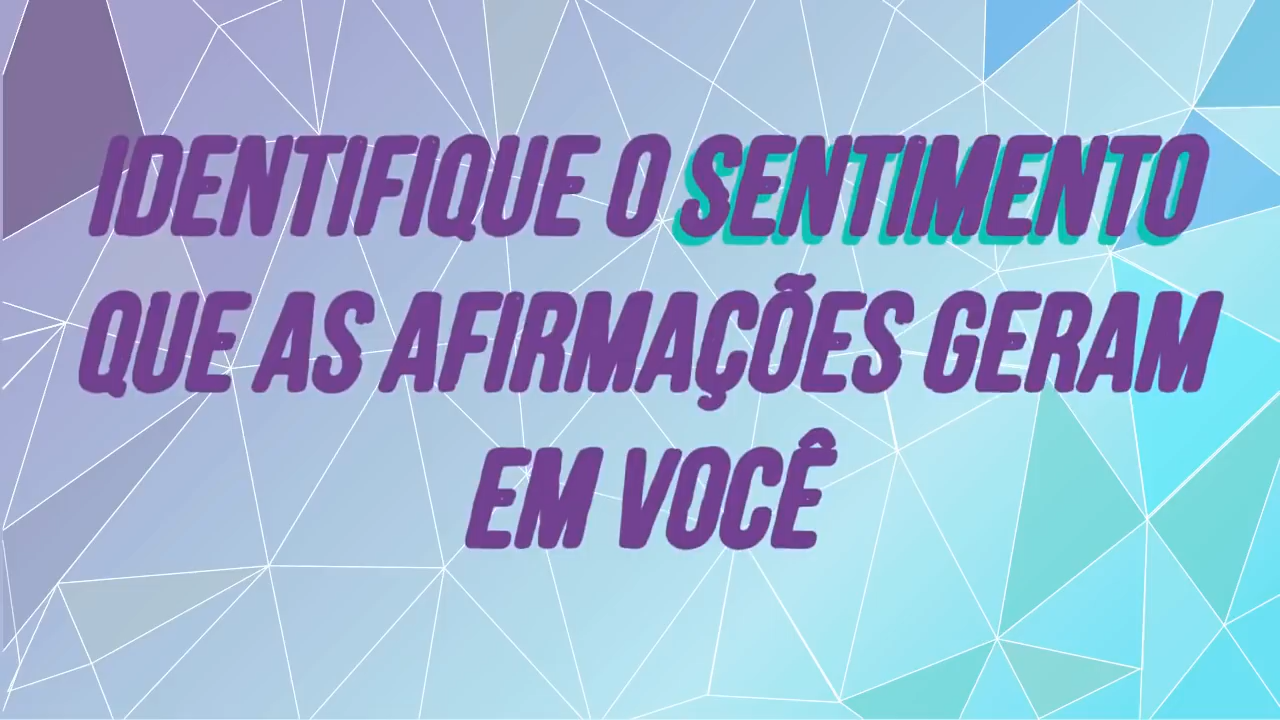 IDENTIFIQUE O SENTIMENTO
QUE AS AFIRMAÇÕES GERAM
EM VOCÊ